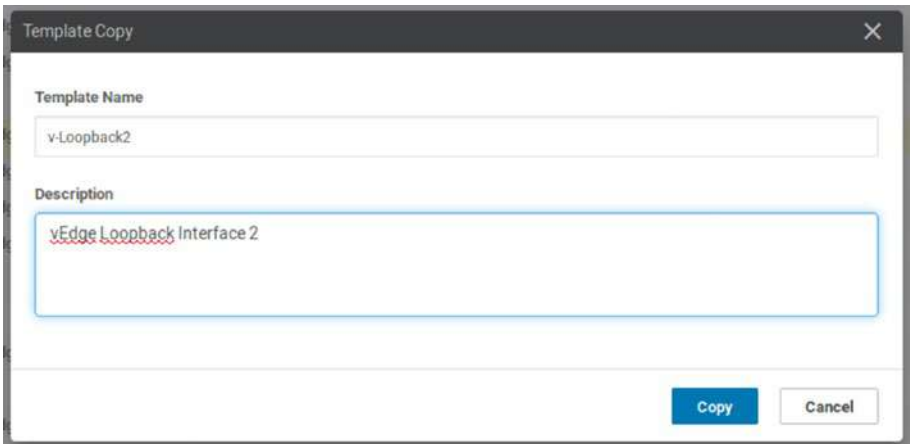 Template Copy
Template Name
v-Loopback2
Description
vEdge Loopback Interface 2
Copy Cancel